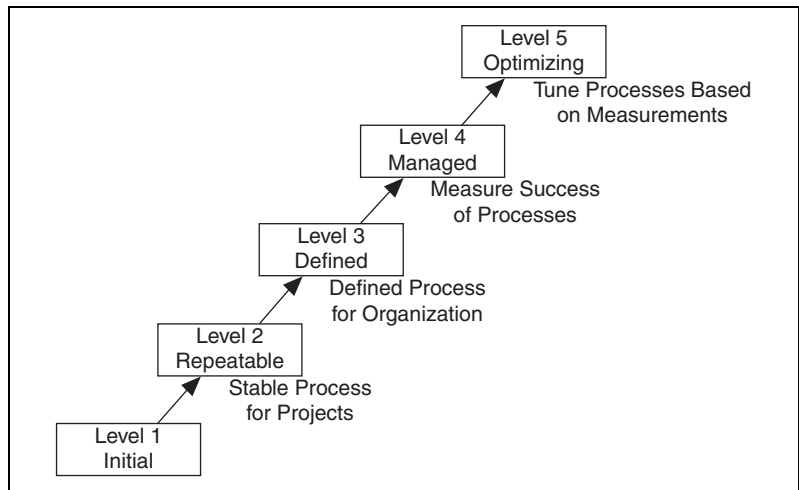 Level 5
Optimizing
Tune Processes Based
on Measurements
Level 4
Managed
Measure Success
of Processes
Level 3
Defined
Defined Process
for Organization
Level 2
Repeatable
Stable Process
for Projects
Level 1
Initial